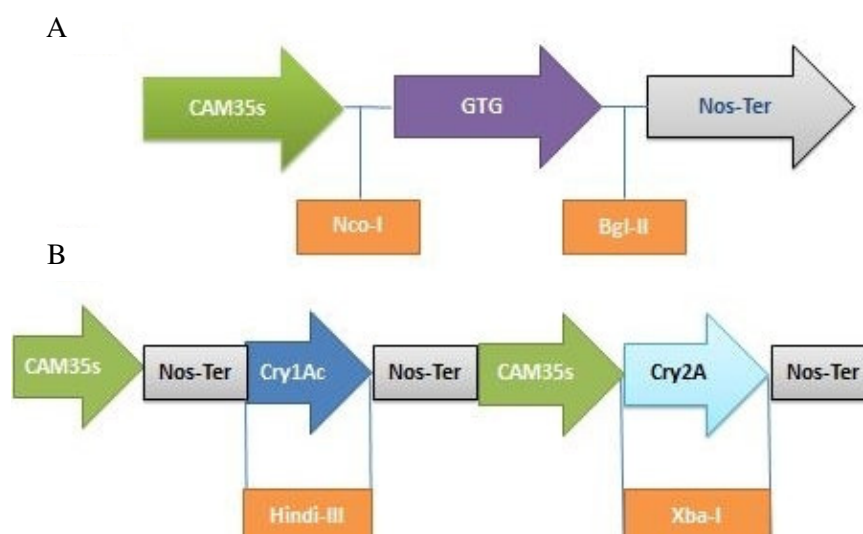 A
CAM35s
GTG
Nos-Ter
Nco-I
Bgl-II
B
CAM35s
Nos-Ter
Cry1Ac
Nos-Ter
CAM35s
Cry2A
Nos-Ter
Hindi-III
Xba-I